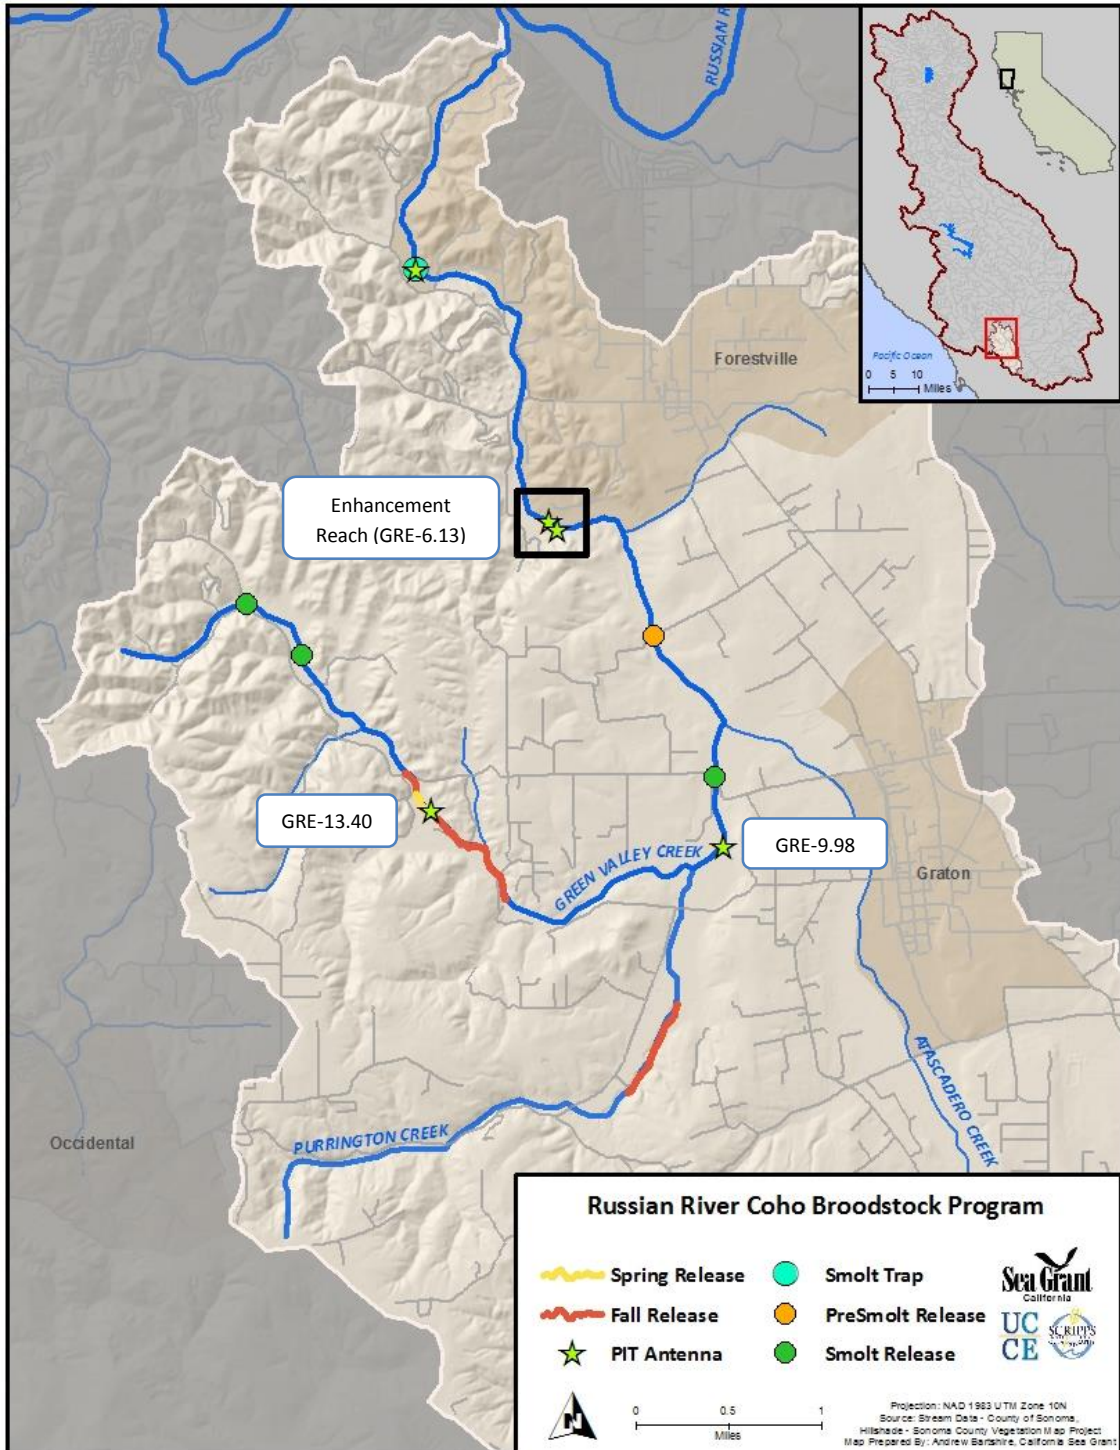 RUSSIAN R
Pacific Ocean
0 5 10
Miles
Forestville
Enhancement
Reach (GRE-6.13)
GRE-13.40
GREEN VALLEY CREEK
GRE-9.98
Graton
ATASCADERO CREEK
Occidental
PURRINGTON CREEK
Russian River Coho Broodstock Program
Spring Release
Smolt Trap
Fall Release
PreSmolt Release
PIT Antenna
Smolt Release
Sea Grant
California
UC
CE
SCRIPPS
N
0 0.5 1
Miles
Projection: NAD 1983 UTM Zone 10N
Source: Stream Data - County of Sonoma,
Hillshade - Sonoma County Vegetation Map Project
Map Prepared By: Andrew Bartshire, California Sea Grant